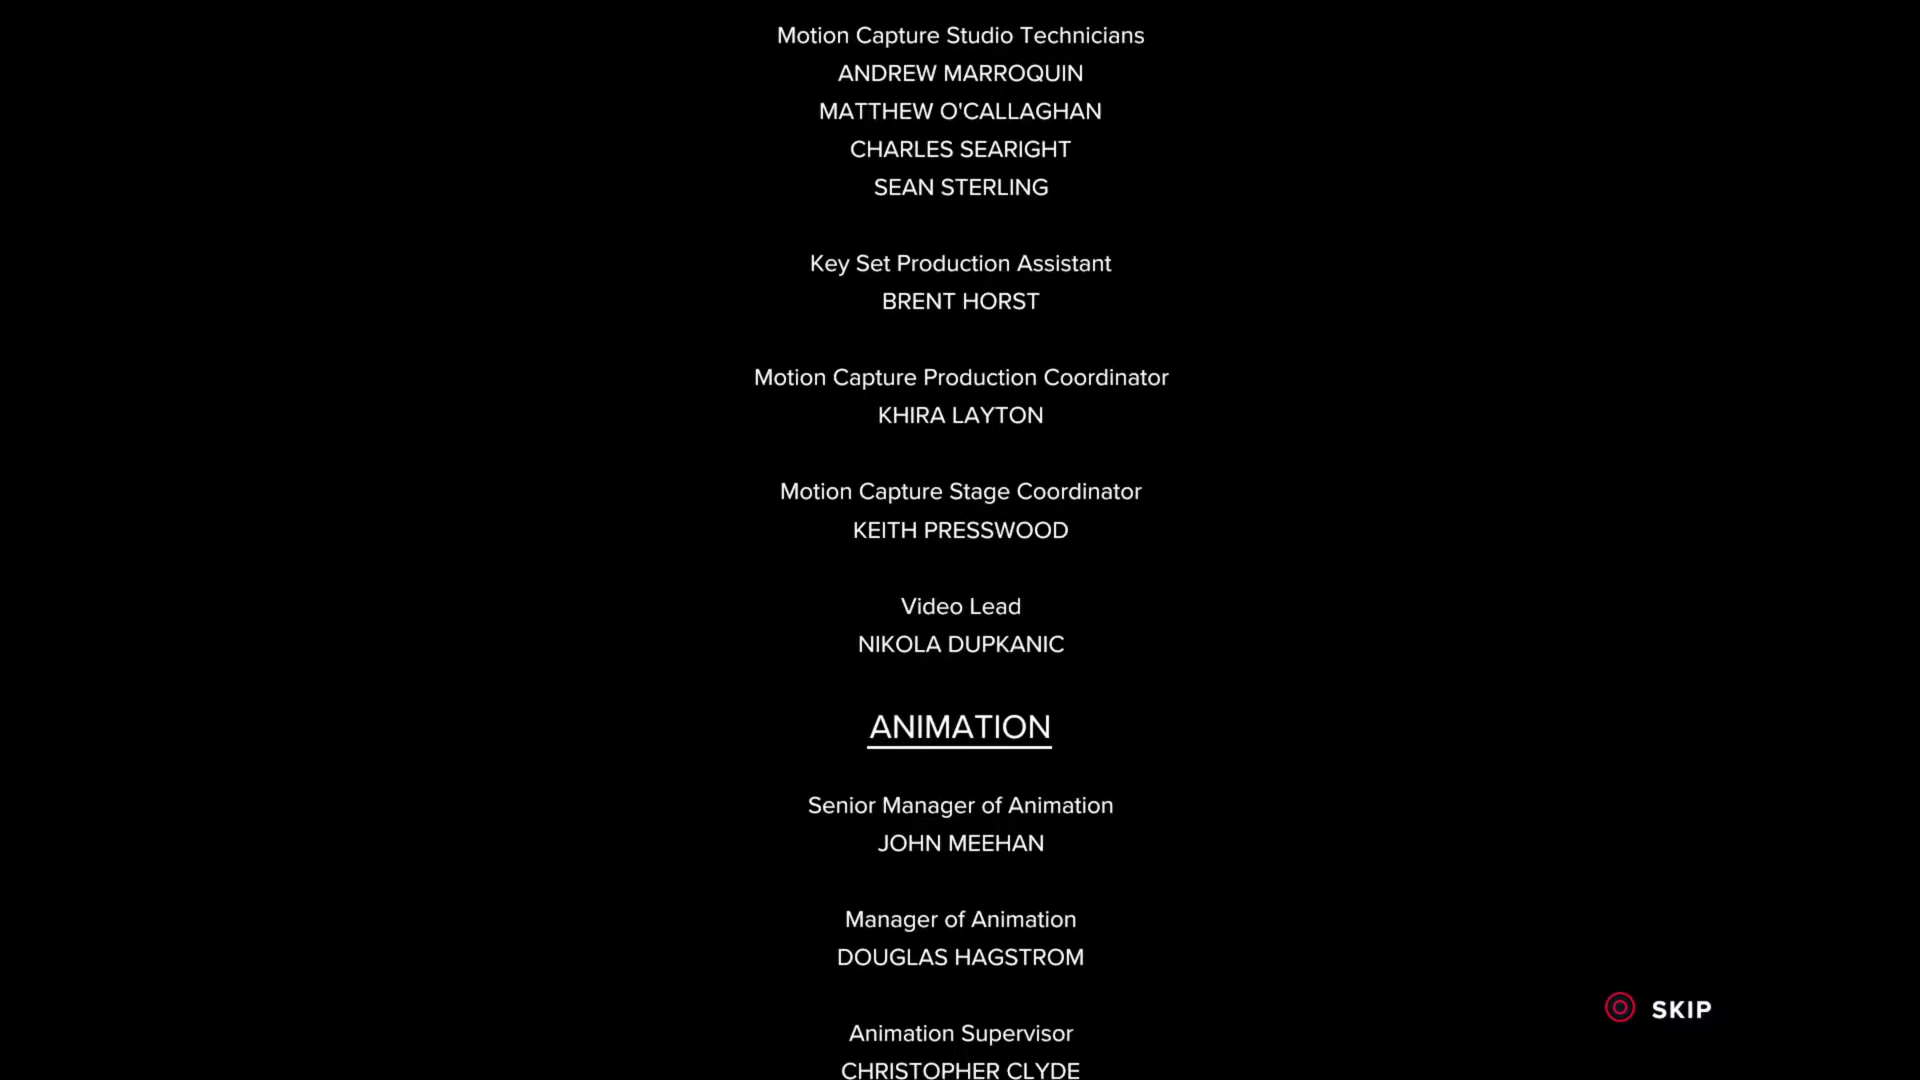 Motion Capture Studio Technicians
ANDREW MARROQUIN
MATTHEW O'CALLAGHAN
CHARLES SEARIGHT
SEAN STERLING
Key Set Production Assistant
BRENT HORST
Motion Capture Production Coordinator
KHIRA LAYTON
Motion Capture Stage Coordinator
KEITH PRESSWOOD
Video Lead
NIKOLA DUPKANIC
ANIMATION
Senior Manager of Animation
JOHN MEEHAN
Manager of Animation
DOUGLAS HAGSTROM
SKIP
Animation Supervisor
CHRISTOPHER CLYDE